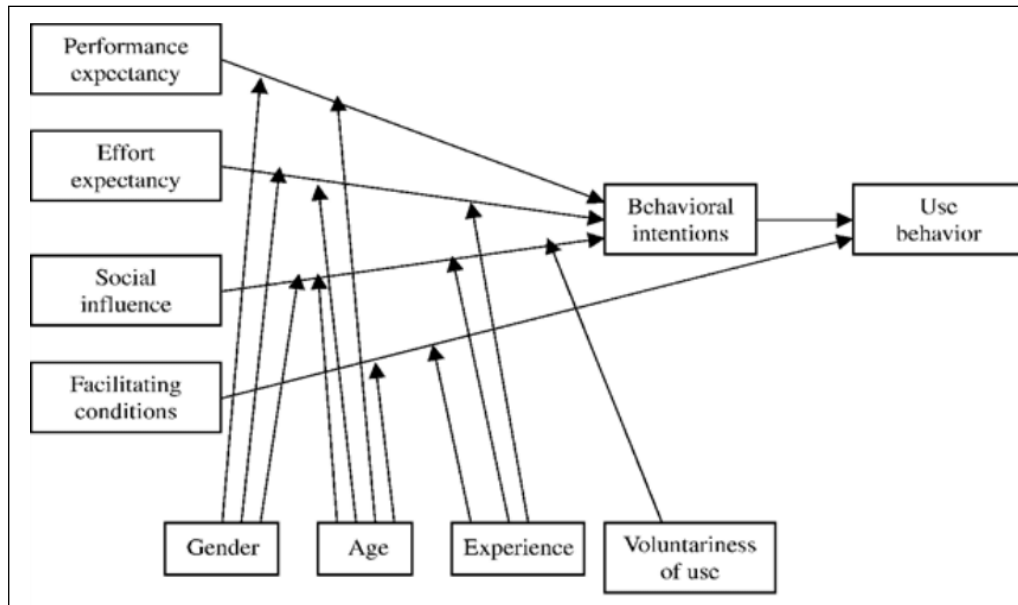 Performance
expectancy
Effort
expectancy
Social
influence
Facilitating
conditions
Behavioral
intentions
Use
behavior
Gender
Age
Experience
Voluntariness
of use